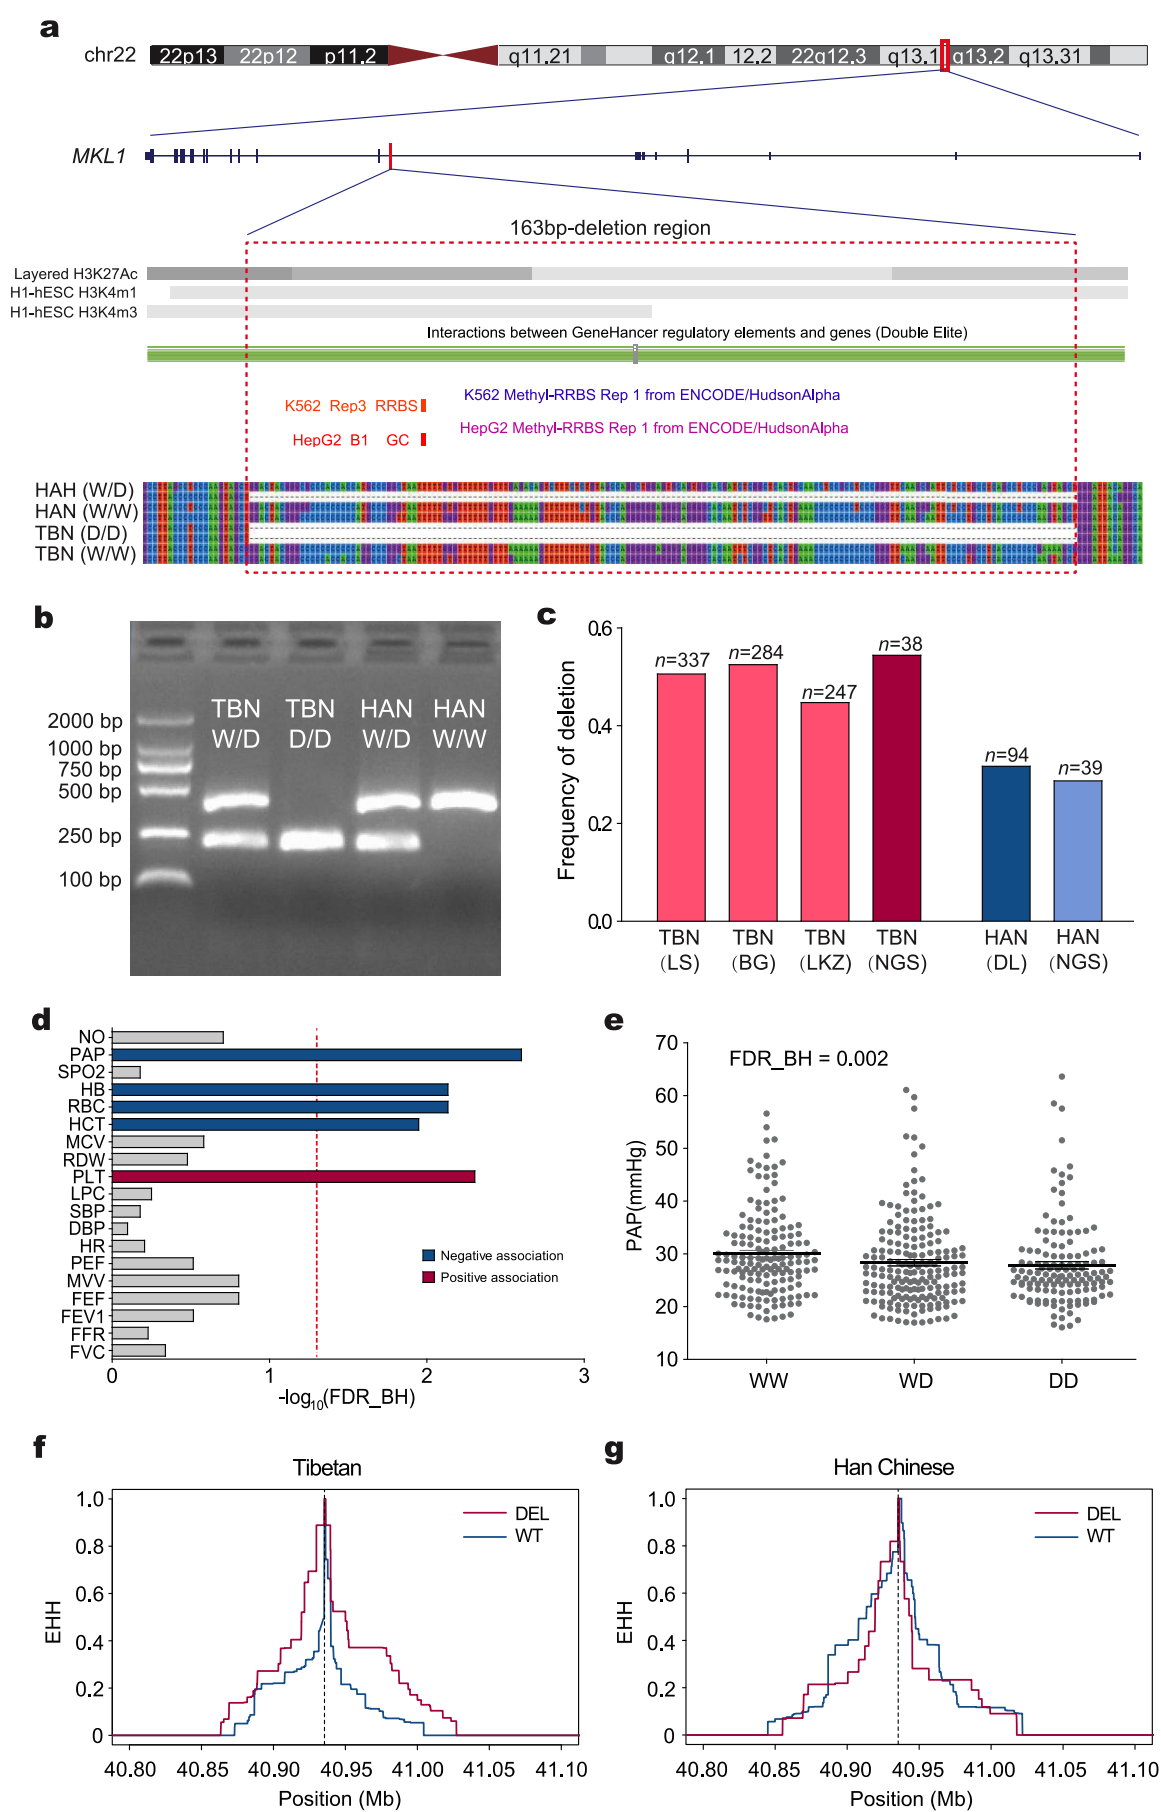 a
chr22 22p13 22p12 p11.2 q11.21 q12.1 12.2 22q12.3 q13.1 q13.2 q13.31
MKL1
163bp-deletion region
Layered H3K27Ac
H1-hESC H3K4m1
H1-hESC H3K4m3
Interactions between GeneHancer regulatory elements and genes (Double Elite)
K562 Rep3 RRBS K562 Methyl-RRBS Rep 1 from ENCODE/HudsonAlpha
HepG2 B1 GC HepG2 Methyl-RRBS Rep 1 from ENCODE/HudsonAlpha
HAH (W/D)
HAN (W/W)
TBN (D/D)
TBN (W/W)
b
TBN TBN HAN HAN
W/D D/D W/D W/W
2000 bp
1000 bp
750 bp
500 bp
250 bp
100 bp
c
Frequency of deletion
0.6
0.4
0.2
0.0
n=337 n=284 n=247 n=38 n=94 n=39
TBN TBN TBN TBN HAN HAN
(LS) (BG) (LKZ) (NGS) (DL) (NGS)
d
NO
PAP
SPO2
HB
RBC
HCT
MCV
RDW
PLT
LPC
SBP
DBP
HR
PEF
MVV
FEF
FEV1
FFR
FVC
Negative association
Positive association
0 1 2 3
-log10(FDR_BH)
e
FDR_BH = 0.002
PAP(mmHg)
70
60
50
40
30
20
10
WW WD DD
f
Tibetan
DEL
WT
EHH
1.0
0.8
0.6
0.4
0.2
0
40.80 40.85 40.90 40.95 41.00 41.05 41.10
Position (Mb)
g
Han Chinese
DEL
WT
EHH
1.0
0.8
0.6
0.4
0.2
0
40.80 40.85 40.90 40.95 41.00 41.05 41.10
Position (Mb)